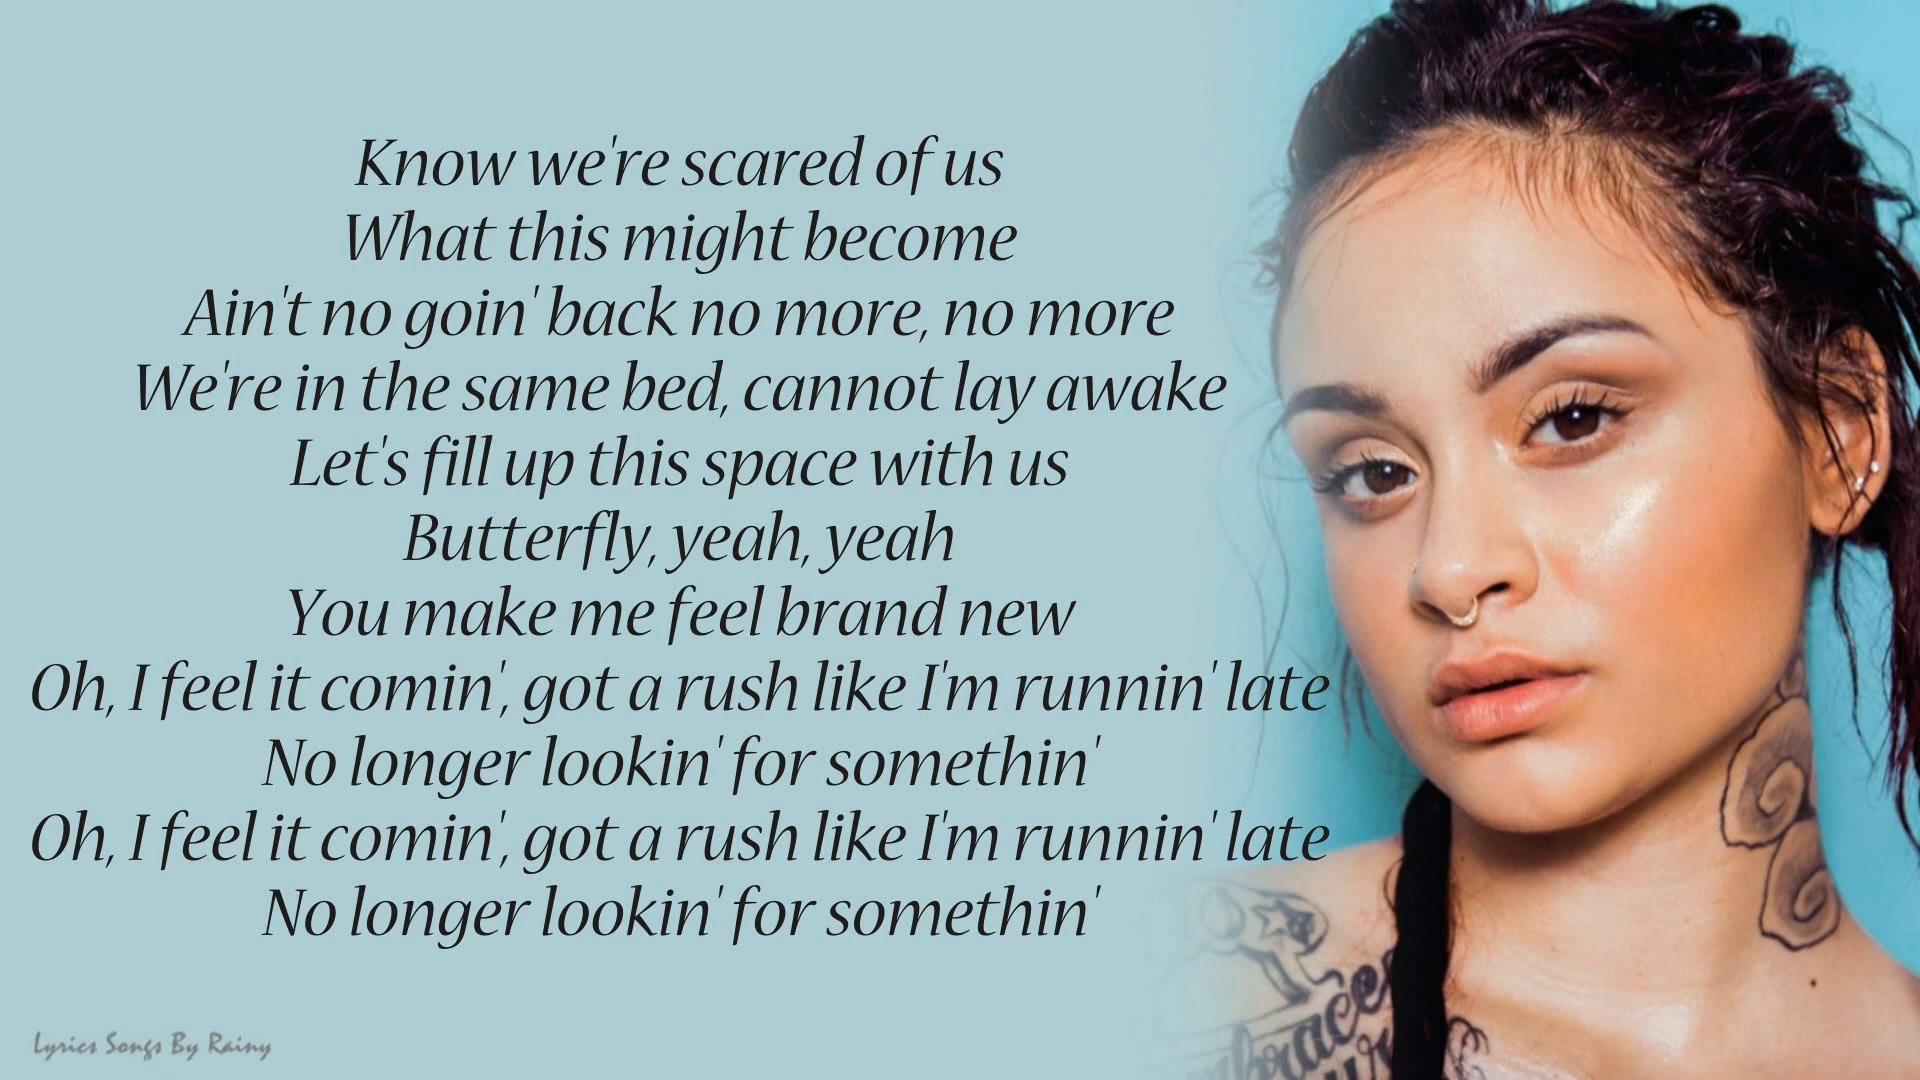 Know we're scared of us
What this might become
Ain't no goin' back no more, no more
We're in the same bed, cannot lay awake
Let's fill up this space with us
Butterfly, yeah, yeah
You make me feel brand new
Oh, I feel it comin', got a rush like I'm runnin' late
No longer lookin' for somethin'
Oh, I feel it comin', got a rush like I'm runnin' late
No longer lookin' for somethin'
Lyrics Songs By Rainy